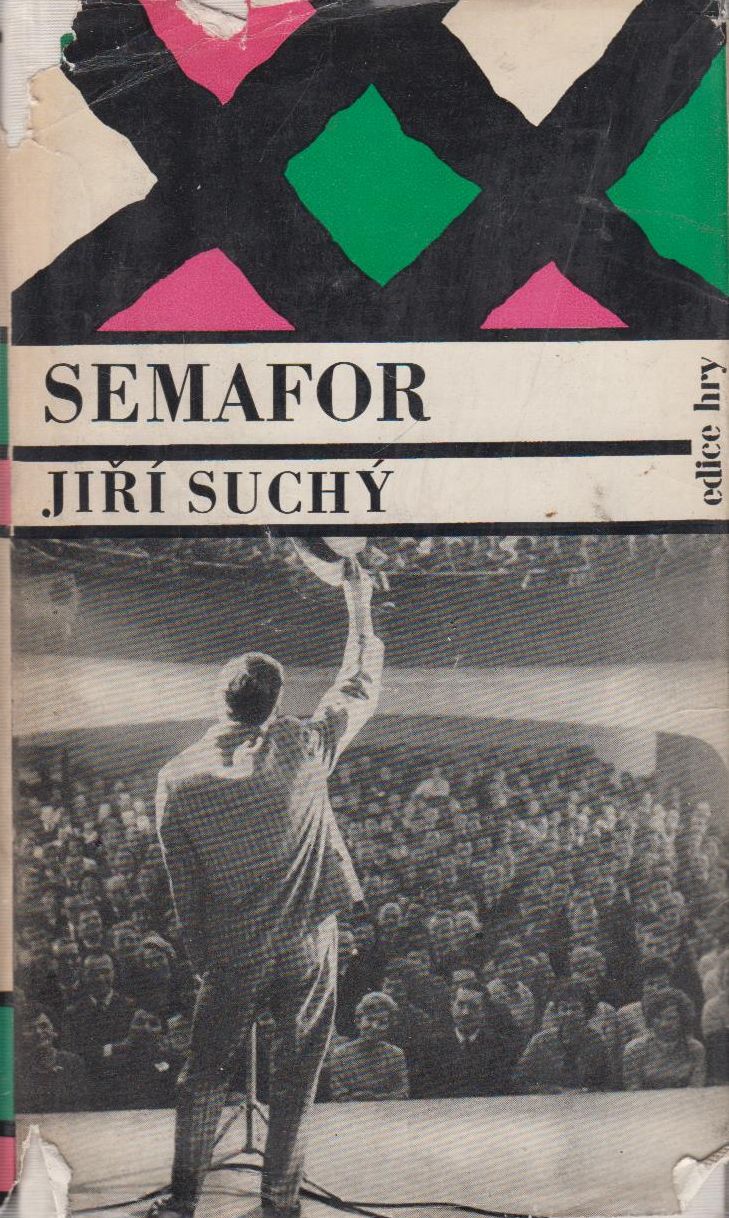 SEMAFOR
JIŘÍ SUCHÝ
edice hry